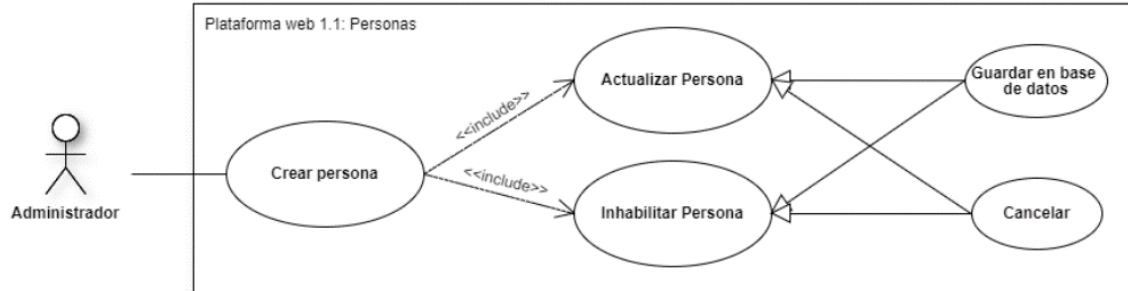 Plataforma web 1.1: Personas
Actualizar Persona
Guardar en base
de datos
<<include>>
Crear persona
<<include>>
Administrador
Inhabilitar Persona
Cancelar